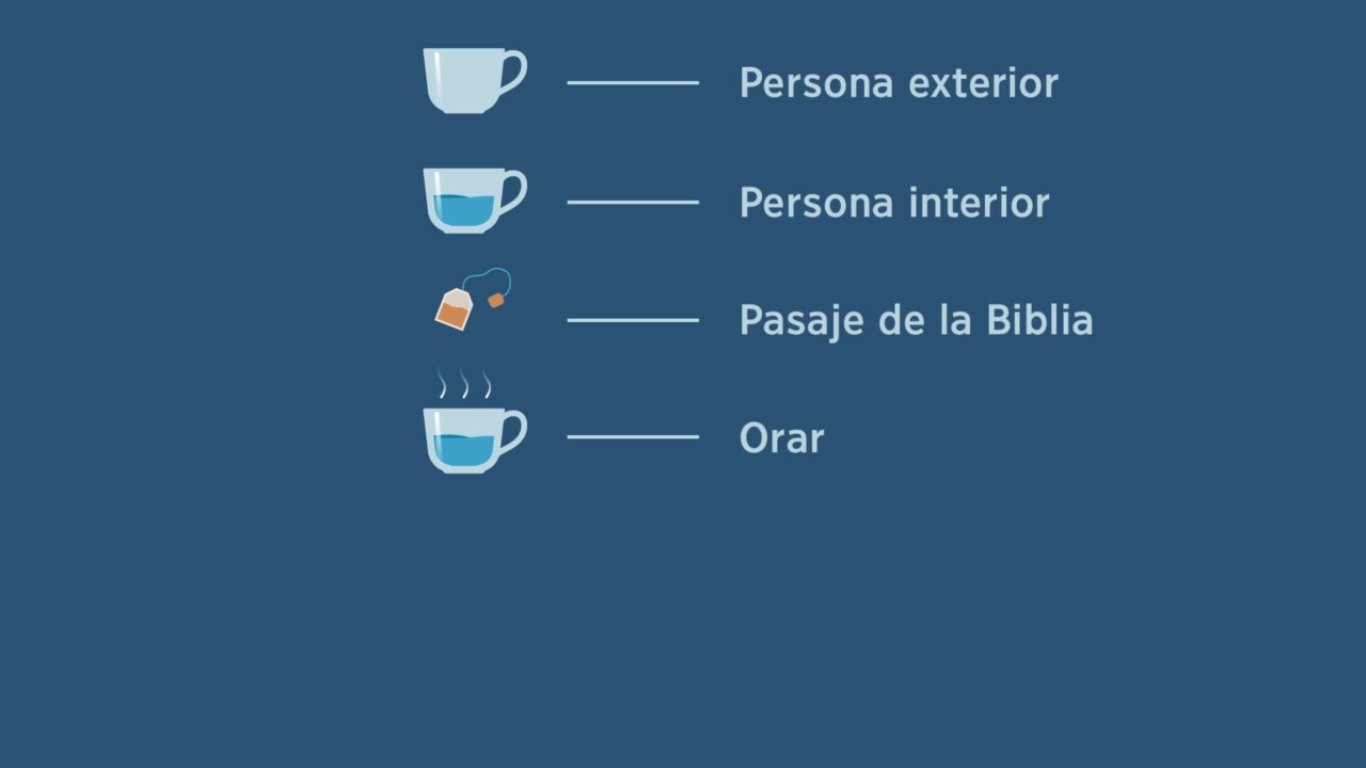 Persona exterior
Persona interior
Pasaje de la Biblia
Orar